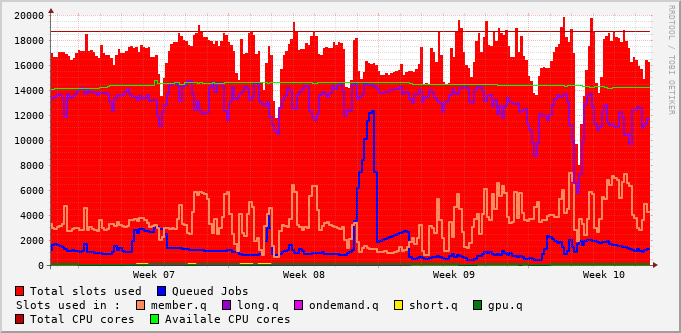 20000
18000
16000
14000
12000
10000
8000
6000
4000
2000
0
Week 07 Week 08 Week 09 Week 10
RRDTOOL / TOBI OETIKER
Total slots used Queued Jobs
Slots used in : member.q long.q ondemand.q short.q gpu.q
Total CPU cores Availale CPU cores